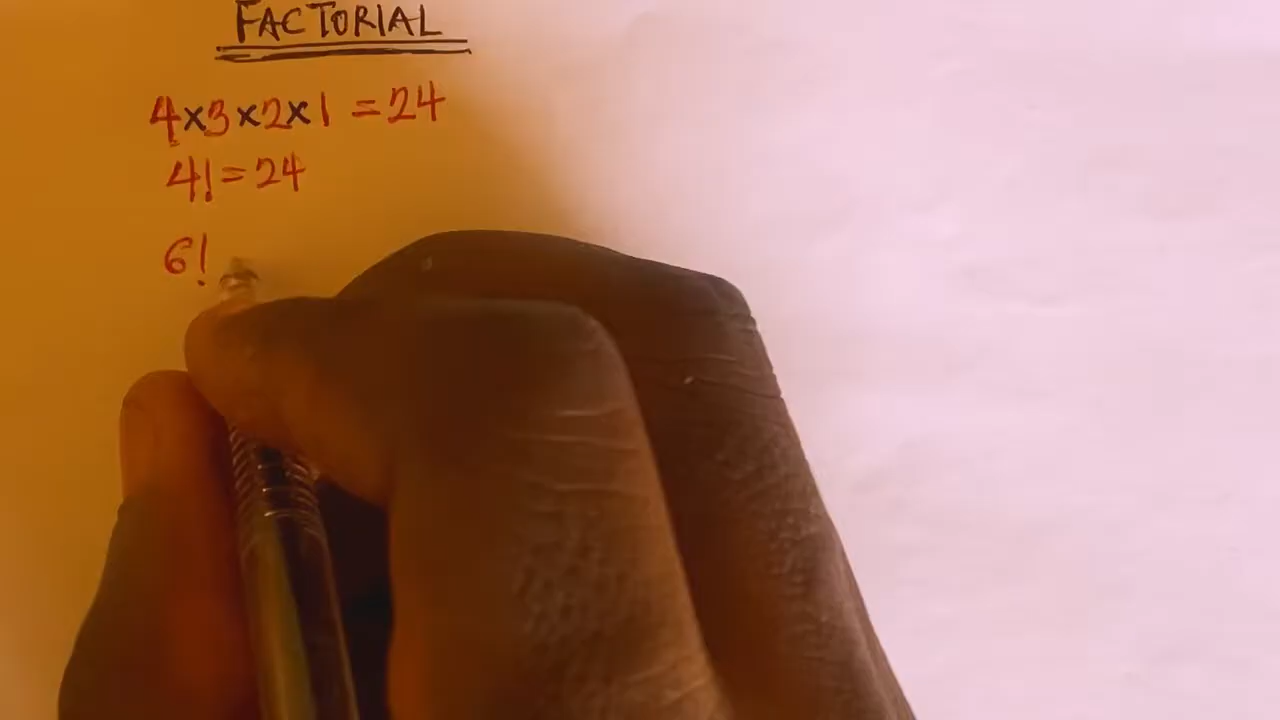 FACTORIAL
4×3×2×1 = 24
4! = 24
6!